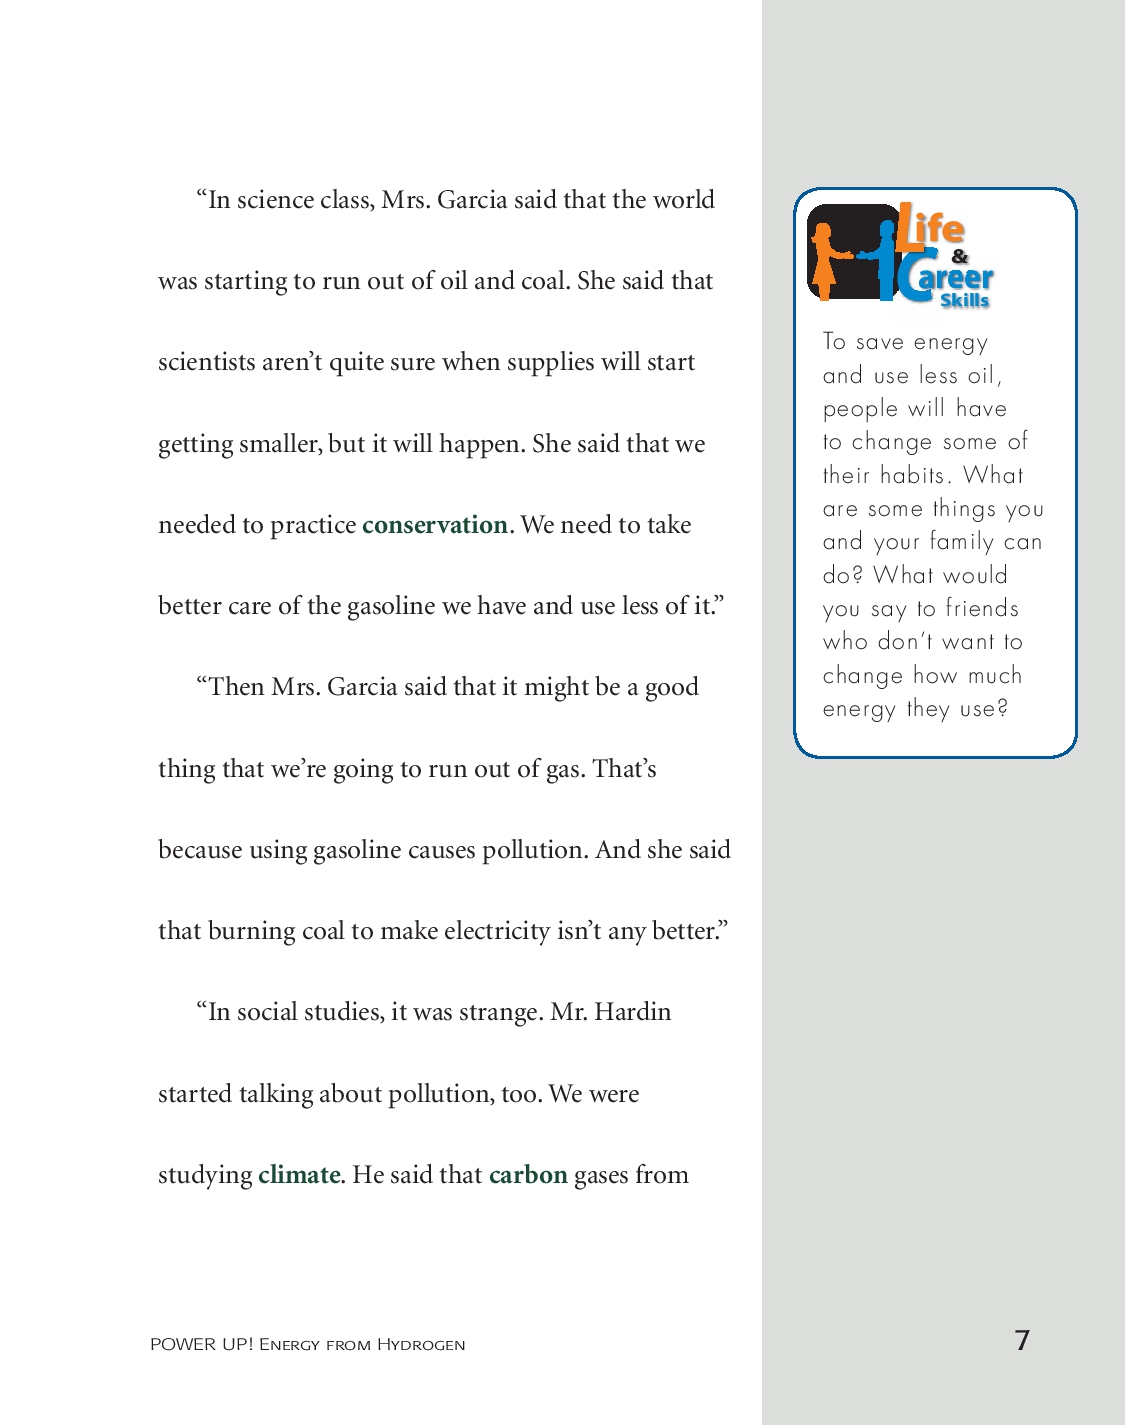 “In science class, Mrs. Garcia said that the world
was starting to run out of oil and coal. She said that
scientists aren’t quite sure when supplies will start
getting smaller, but it will happen. She said that we
needed to practice conservation. We need to take
better care of the gasoline we have and use less of it.”
“Then Mrs. Garcia said that it might be a good
thing that we’re going to run out of gas. That’s
because using gasoline causes pollution. And she said
that burning coal to make electricity isn’t any better.”
“In social studies, it was strange. Mr. Hardin
started talking about pollution, too. We were
studying climate. He said that carbon gases from
Life
&
Career
Skills
To save energy
and use less oil,
people will have
to change some of
their habits. What
are some things you
and your family can
do? What would
you say to friends
who don’t want to
change how much
energy they use?
POWER UP! Energy from Hydrogen
7